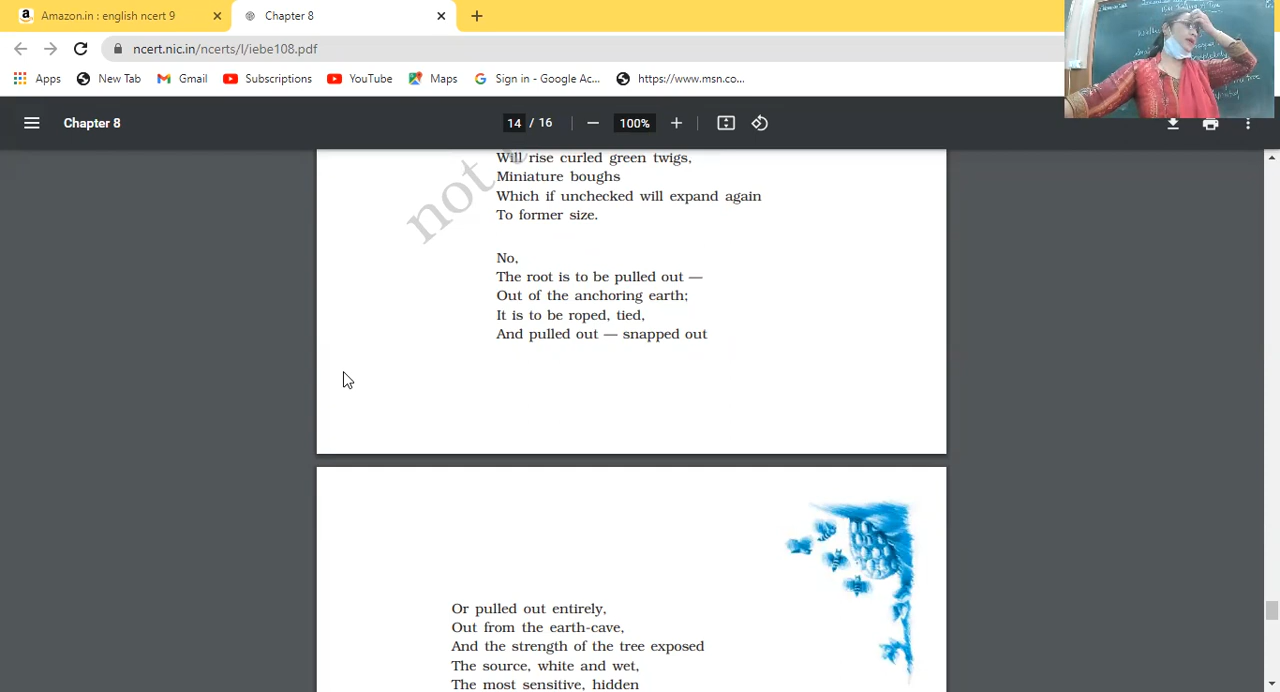 Amazon.in : english ncert 9
Chapter 8
ncert.nic.in/ncerts/l/iebe108.pdf
Apps
New Tab
Gmail
Subscriptions
YouTube
Maps
Sign in - Google Ac...
https://www.msn.co...
Chapter 8
14 / 16
100%
not
Will rise curled green twigs,
Miniature boughs
Which if unchecked will expand again
To former size.
No,
The root is to be pulled out —
Out of the anchoring earth;
It is to be roped, tied,
And pulled out — snapped out
Or pulled out entirely,
Out from the earth-cave,
And the strength of the tree exposed
The source, white and wet,
The most sensitive, hidden